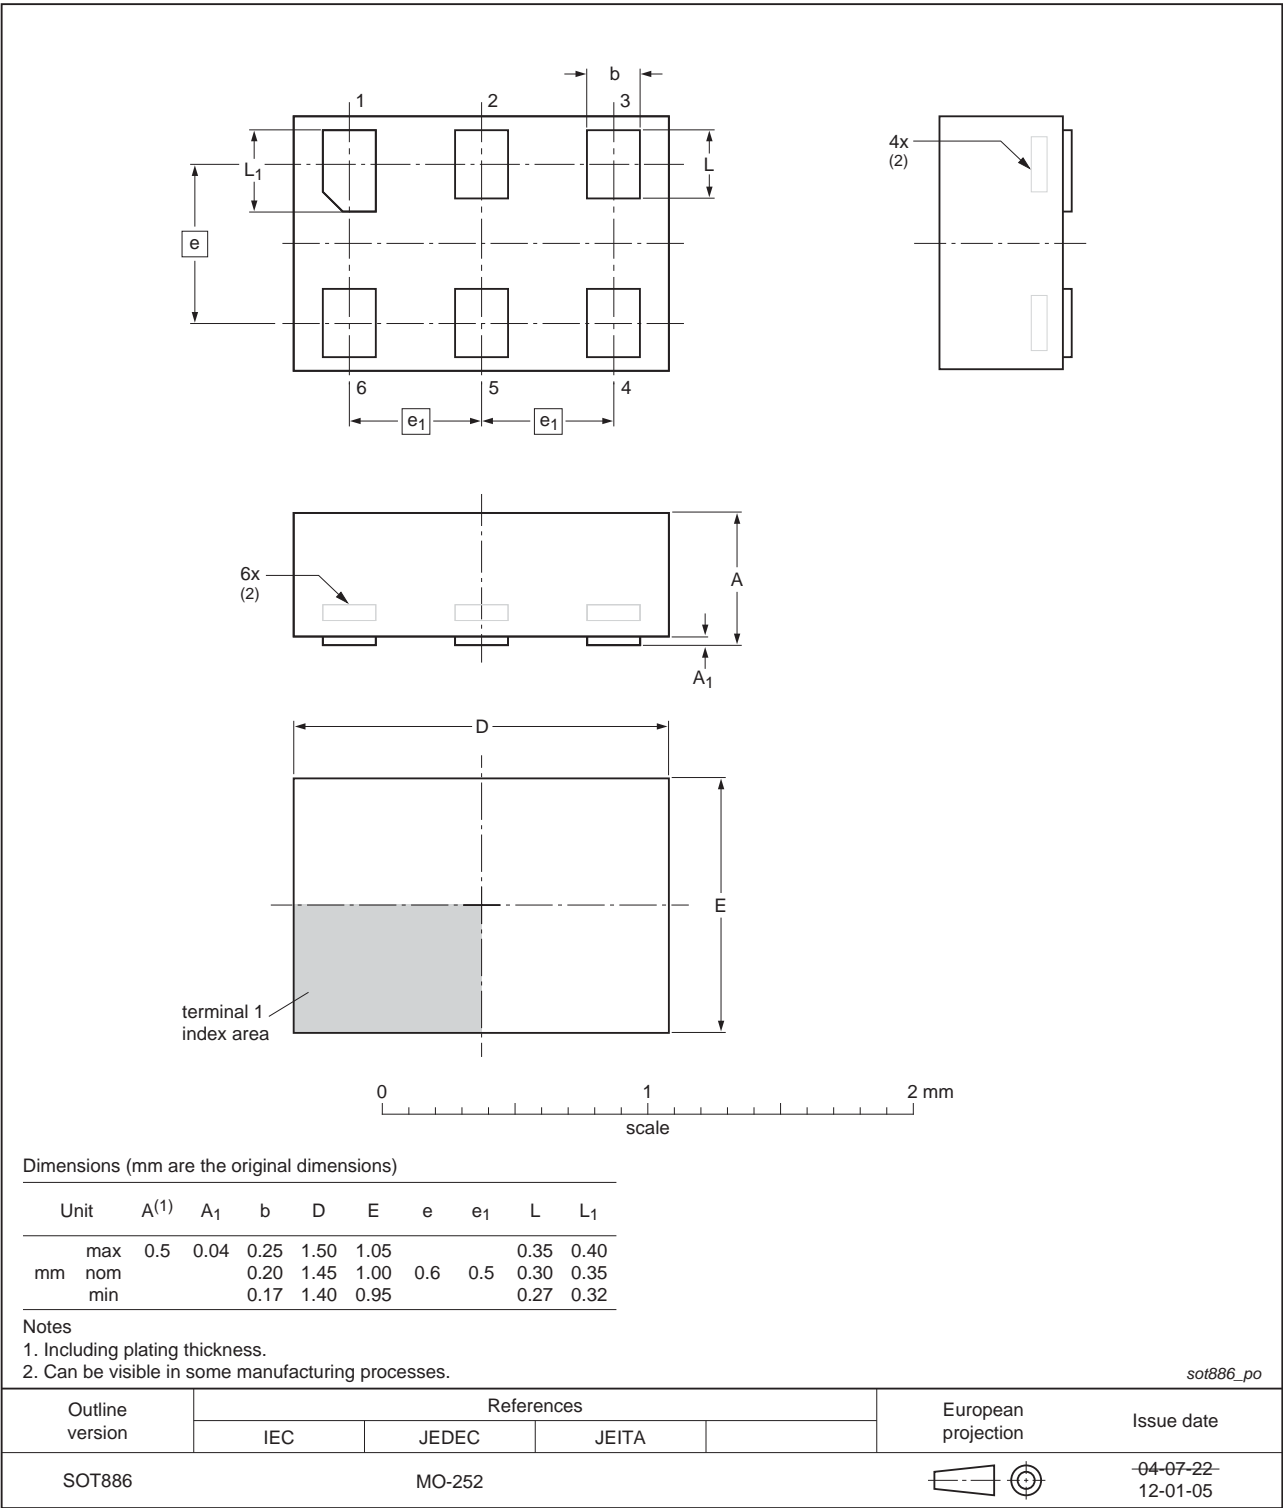 b
1 2 3
4x
(2)
L1
L
e
6 5 4
e1 e1
6x
(2)
A
A1
D
E
terminal 1
index area
0 1 2 mm
scale
Dimensions (mm are the original dimensions)
Unit A(1) A1 b D E e e1 L L1
max 0.5 0.04 0.25 1.50 1.05 0.35 0.40
mm nom 0.20 1.45 1.00 0.6 0.5 0.30 0.35
min 0.17 1.40 0.95 0.27 0.32
Notes
1. Including plating thickness.
2. Can be visible in some manufacturing processes.
sot886_po
Outline
version
References
IEC JEDEC JEITA
European
projection
Issue date
SOT886 MO-252
04-07-22
12-01-05